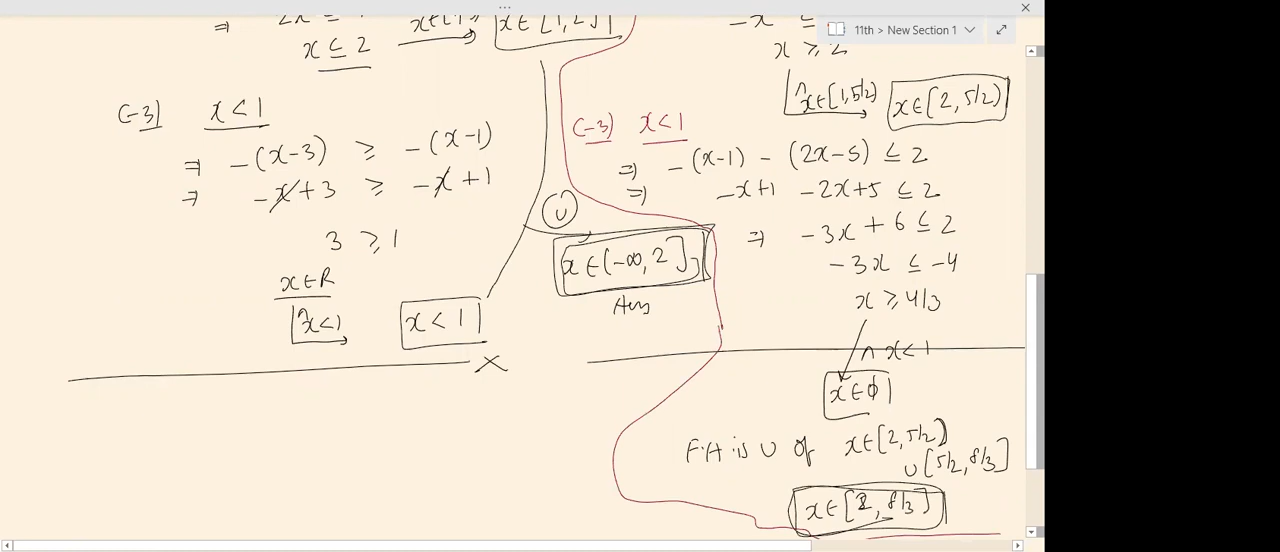 ⇒ 2x ≤
x ≤ 2
x ∈ [1, 2]
(-3) x < 1
⇒ -(x-3) ≥ -(x-1)
⇒ -x+3 ≥ -x+1
3 ≥ 1
x∈R
∩x<1
x < 1
∪
x∈(-∞, 2]
Ans
11th > New Section 1
-x ≤
x ≥ 2
∩x∈[1, 5/2)
x∈[2, 5/2)
(-3) x < 1
⇒ -(x-1) - (2x-5) ≤ 2
⇒ -x+1 -2x+5 ≤ 2
⇒ -3x + 6 ≤ 2
-3x ≤ -4
x ≥ 4/3
∩ x < 1
x∈ϕ
F.A is ∪ of x∈[2, 5/2)
∪[5/2, 8/3]
x∈[2, 8/3]